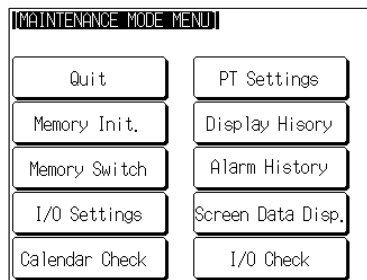 [MAINTENANCE MODE MENU]
Quit
PT Settings
Memory Init.
Display Hisory
Memory Switch
Alarm History
I/O Settings
Screen Data Disp.
Calendar Check
I/O Check